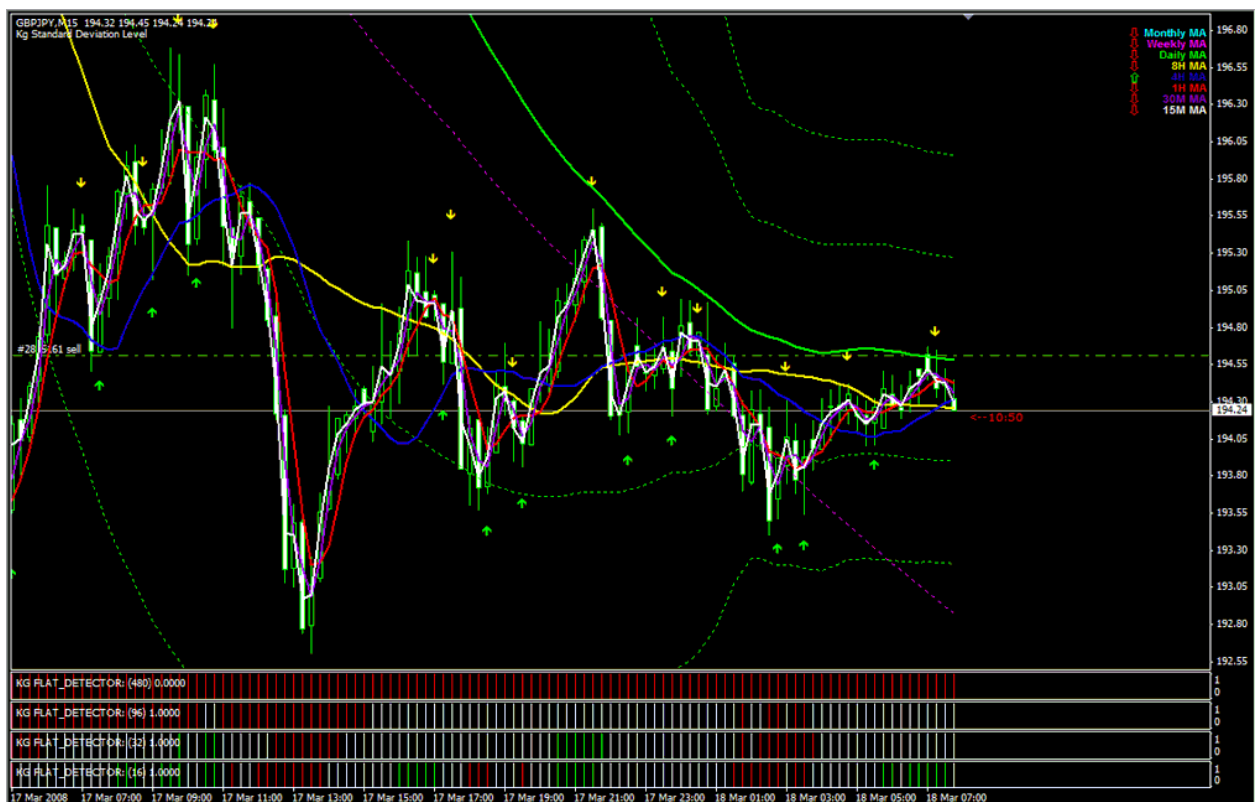 GBPJPY,M15 194.32 194.45 194.24 194.24
Kg Standard Deviation Level
Monthly MA
Weekly MA
Daily MA
8H MA
4H MA
1H MA
30M MA
15M MA
196.80
196.55
196.30
196.05
195.80
195.55
195.30
195.05
194.80
194.55
194.30
194.24
194.05
193.80
193.55
193.30
193.05
192.80
192.55
sell
<--10:50
KG FLAT_DETECTOR: (480) 0.0000
1
0
KG FLAT_DETECTOR: (96) 1.0000
1
0
KG FLAT_DETECTOR: (32) 1.0000
1
0
KG FLAT_DETECTOR: (16) 1.0000
1
0
17 Mar 2008 17 Mar 07:00 17 Mar 09:00 17 Mar 11:00 17 Mar 13:00 17 Mar 15:00 17 Mar 17:00 17 Mar 19:00 17 Mar 21:00 17 Mar 23:00 18 Mar 01:00 18 Mar 03:00 18 Mar 05:00 18 Mar 07:00